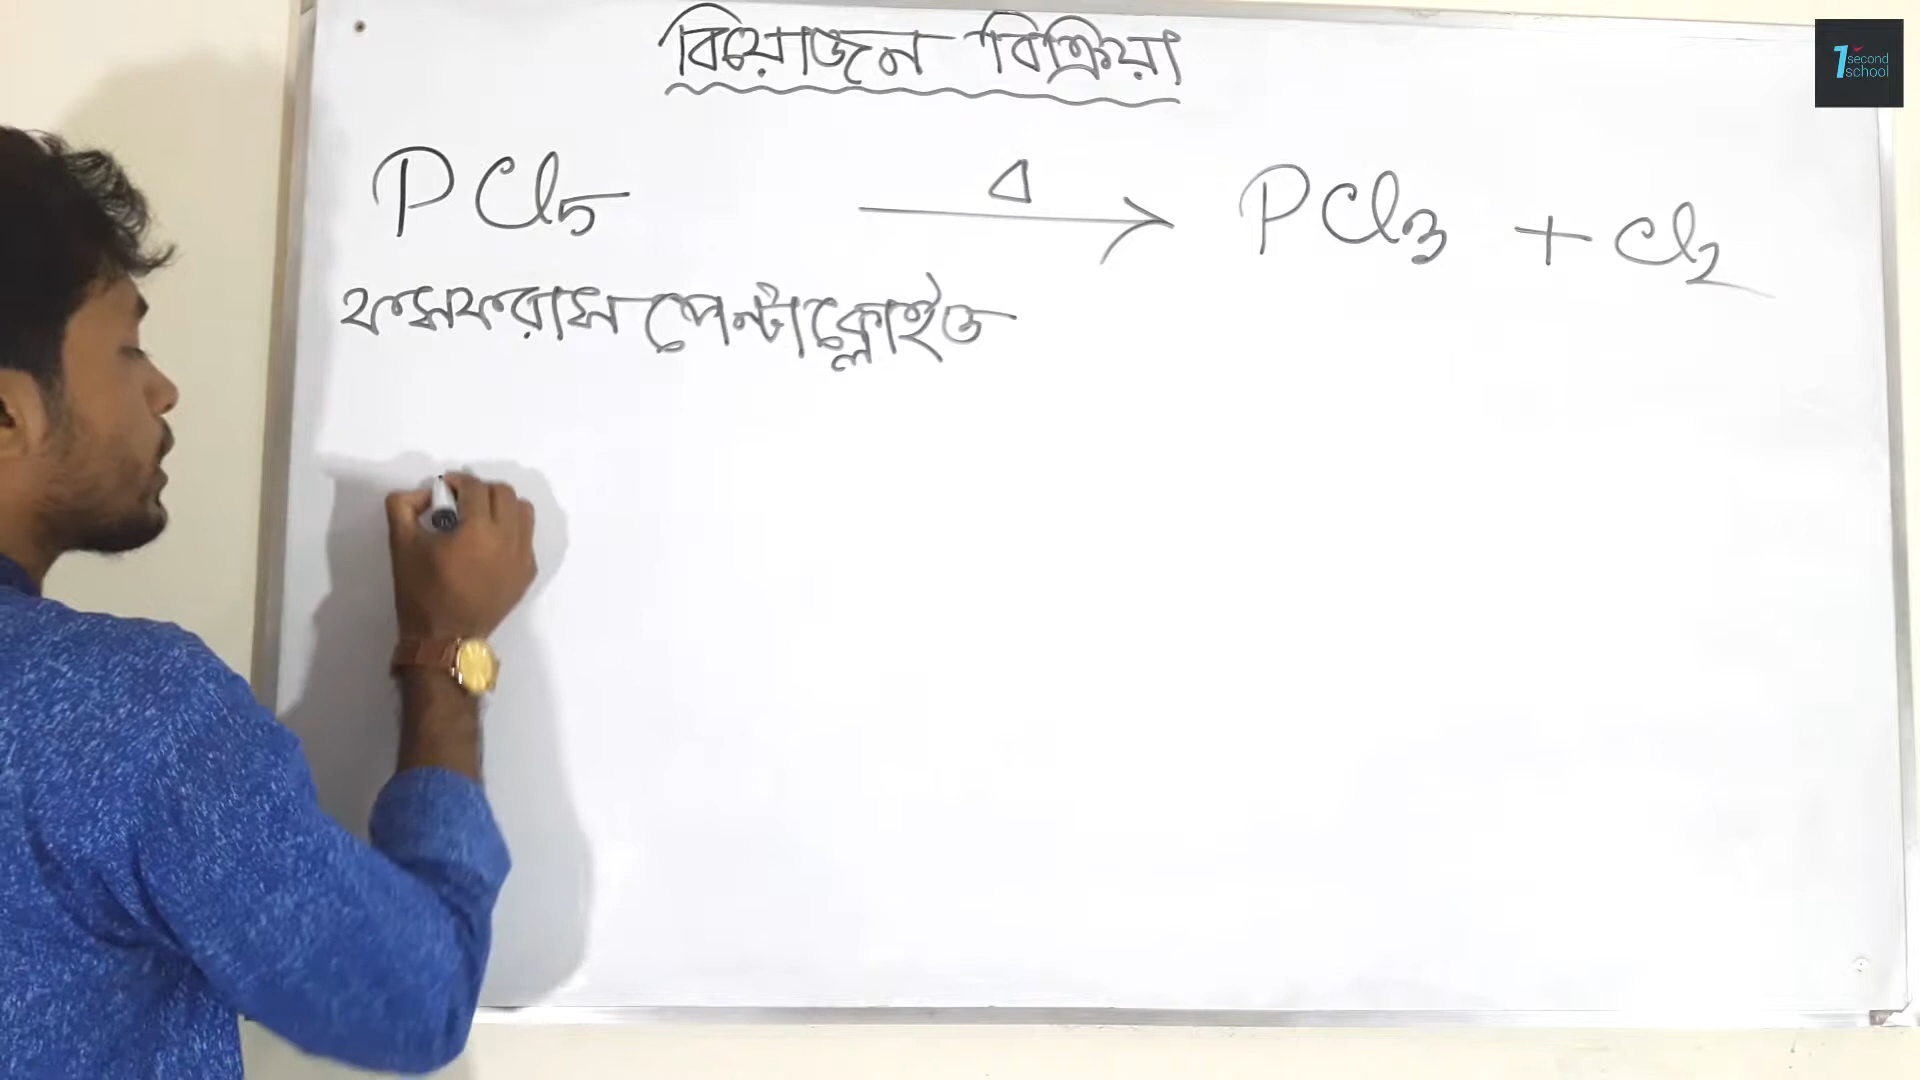 বিয়োজন বিক্রিয়া
PCl₅ —Δ→ PCl₃ + Cl₂
ফসফরাস পেন্টাক্লোইড
1 second school